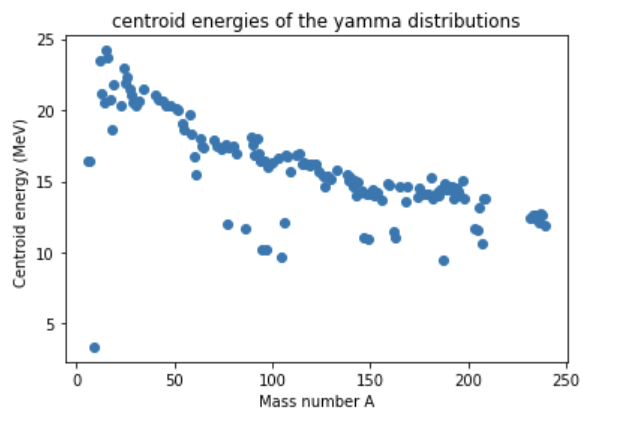 centroid energies of the yamma distributions
25
20
15
10
5
Centroid energy (MeV)
0 50 100 150 200 250
Mass number A